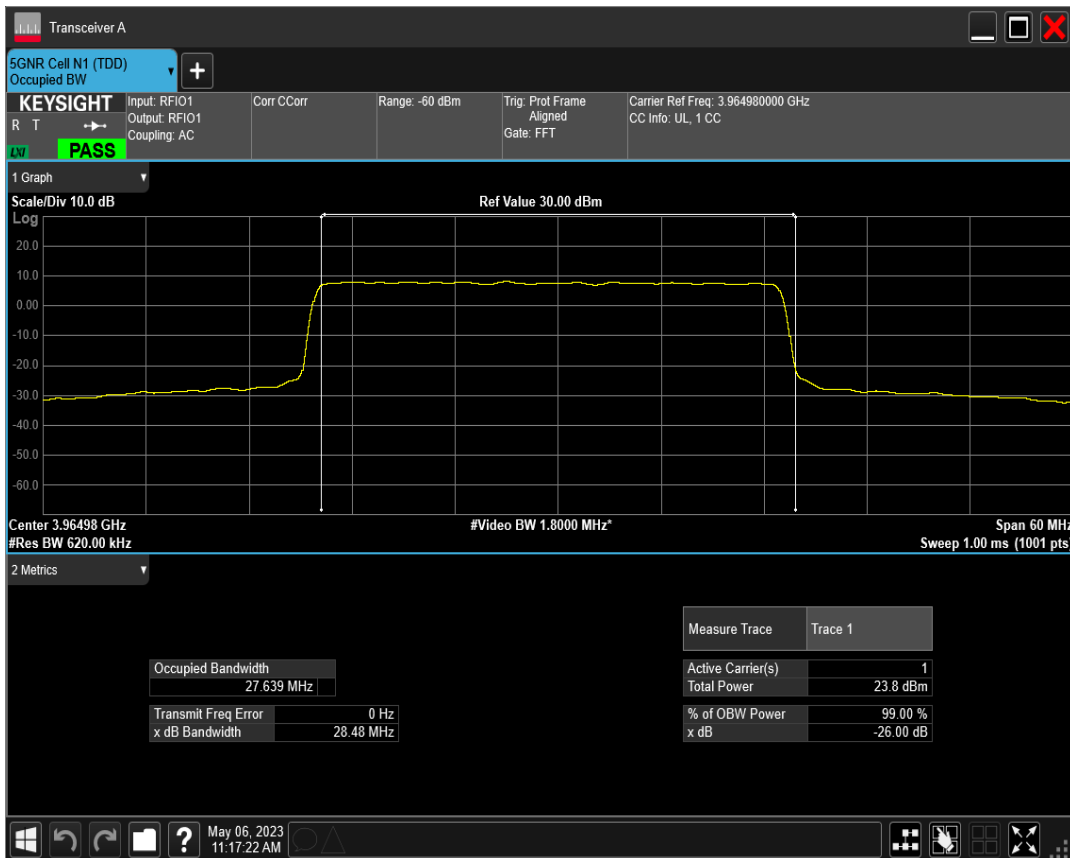 Transceiver A
5GNR Cell N1 (TDD)
Occupied BW
+
KEYSIGHT
R T
LXI
PASS
Input: RFIO1
Output: RFIO1
Coupling: AC
Corr CCorr
Range: -60 dBm
Trig: Prot Frame
Aligned
Gate: FFT
Carrier Ref Freq: 3.964980000 GHz
CC Info: UL, 1 CC
1 Graph
Scale/Div 10.0 dB
Ref Value 30.00 dBm
Log
20.0
10.0
0.00
-10.0
-20.0
-30.0
-40.0
-50.0
-60.0
Center 3.96498 GHz
#Video BW 1.8000 MHz*
Span 60 MHz
#Res BW 620.00 kHz
Sweep 1.00 ms (1001 pts)
2 Metrics
Measure Trace Trace 1
Occupied Bandwidth
27.639 MHz
Active Carrier(s) 1
Total Power 23.8 dBm
Transmit Freq Error 0 Hz
x dB Bandwidth 28.48 MHz
% of OBW Power 99.00 %
x dB -26.00 dB
?
May 06, 2023
11:17:22 AM